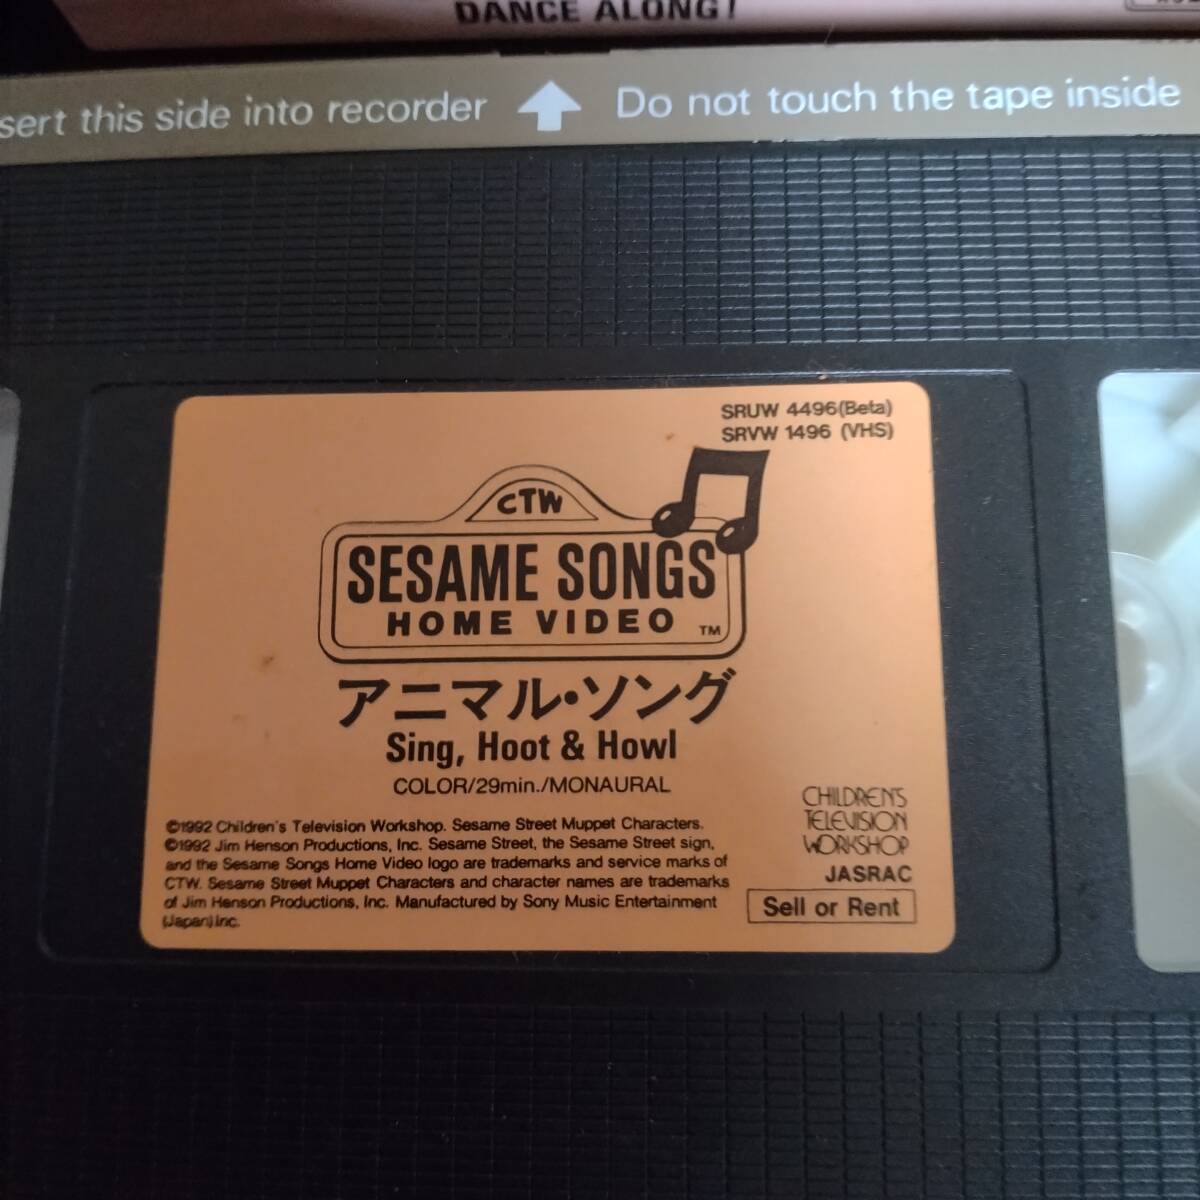 DANCE ALONG!
sert this side into recorder Do not touch the tape inside
SRUW 4496(Beta)
SRVW 1496 (VHS)
CTW
SESAME SONGS
HOME VIDEO TM
アニマル・ソング
Sing, Hoot & Howl
COLOR/29min./MONAURAL
©1992 Children's Television Workshop. Sesame Street Muppet Characters.
©1992 Jim Henson Productions, Inc. Sesame Street, the Sesame Street sign,
and the Sesame Songs Home Video logo are trademarks and service marks of
CTW. Sesame Street Muppet Characters and character names are trademarks
of Jim Henson Productions, Inc. Manufactured by Sony Music Entertainment
(Japan) Inc.
CHILDREN'S
TELEVISION
WORKSHOP
JASRAC
Sell or Rent